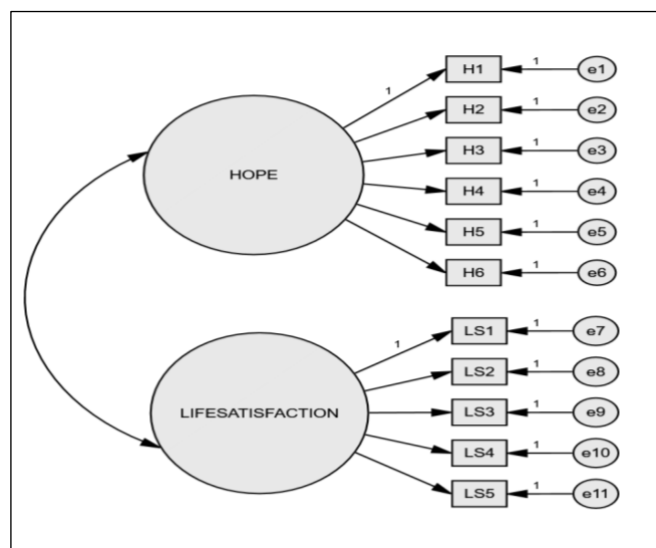 H1 1 e1
1
H2 1 e2
H3 1 e3
HOPE
H4 1 e4
H5 1 e5
H6 1 e6
LS1 1 e7
1
LS2 1 e8
LIFESATISFACTION
LS3 1 e9
LS4 1 e10
LS5 1 e11